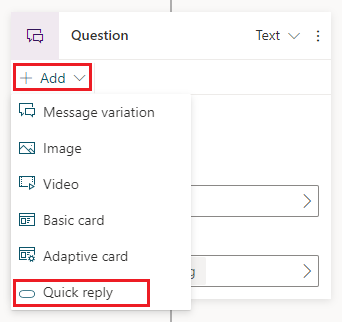 Question
Text
Add
Message variation
Image
Video
Basic card
Adaptive card
Quick reply